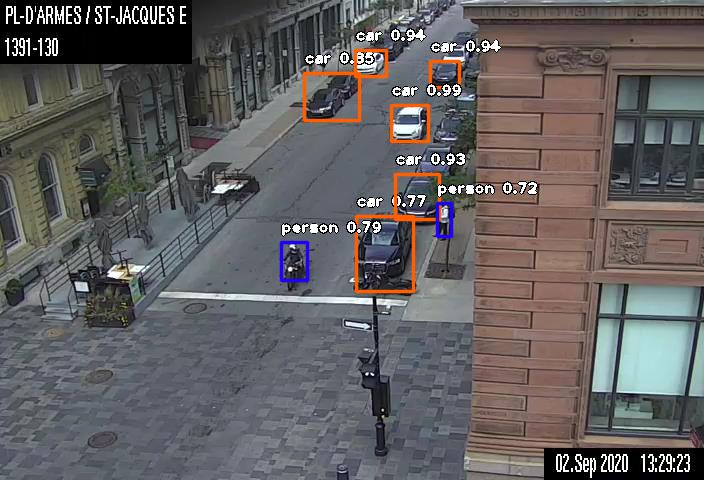 PL-D'ARMES / ST-JACQUES E
1391-130
car 0.94
car 0.94
car 0.85
car 0.99
car 0.93
person 0.72
car 0.77
person 0.79
02.Sep 2020 13:29:23